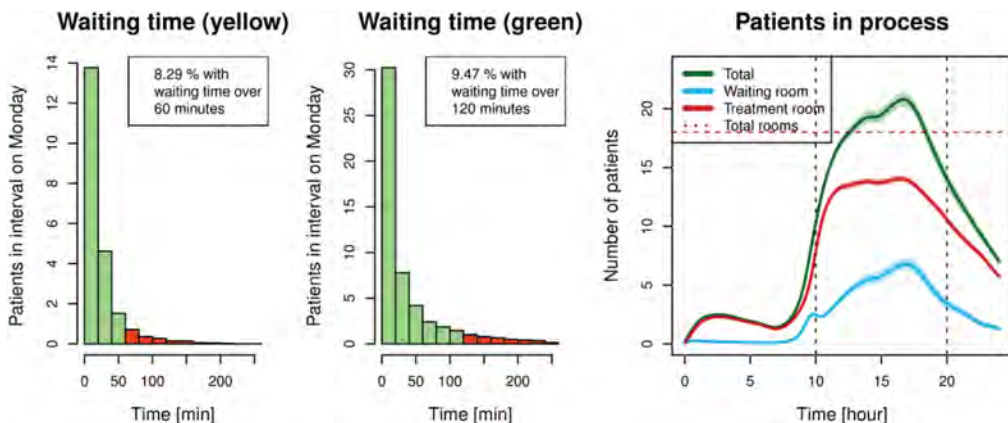 Waiting time (yellow)
Patients in interval on Monday
14
12
10
8
6
4
2
0
8.29 % with
waiting time over
60 minutes
0 50 100 200
Time [min]
Waiting time (green)
Patients in interval on Monday
30
25
20
15
10
5
0
9.47 % with
waiting time over
120 minutes
0 50 100 200
Time [min]
Patients in process
Number of patients
20
15
10
5
0
Total
Waiting room
Treatment room
Total rooms
0 5 10 15 20
Time [hour]